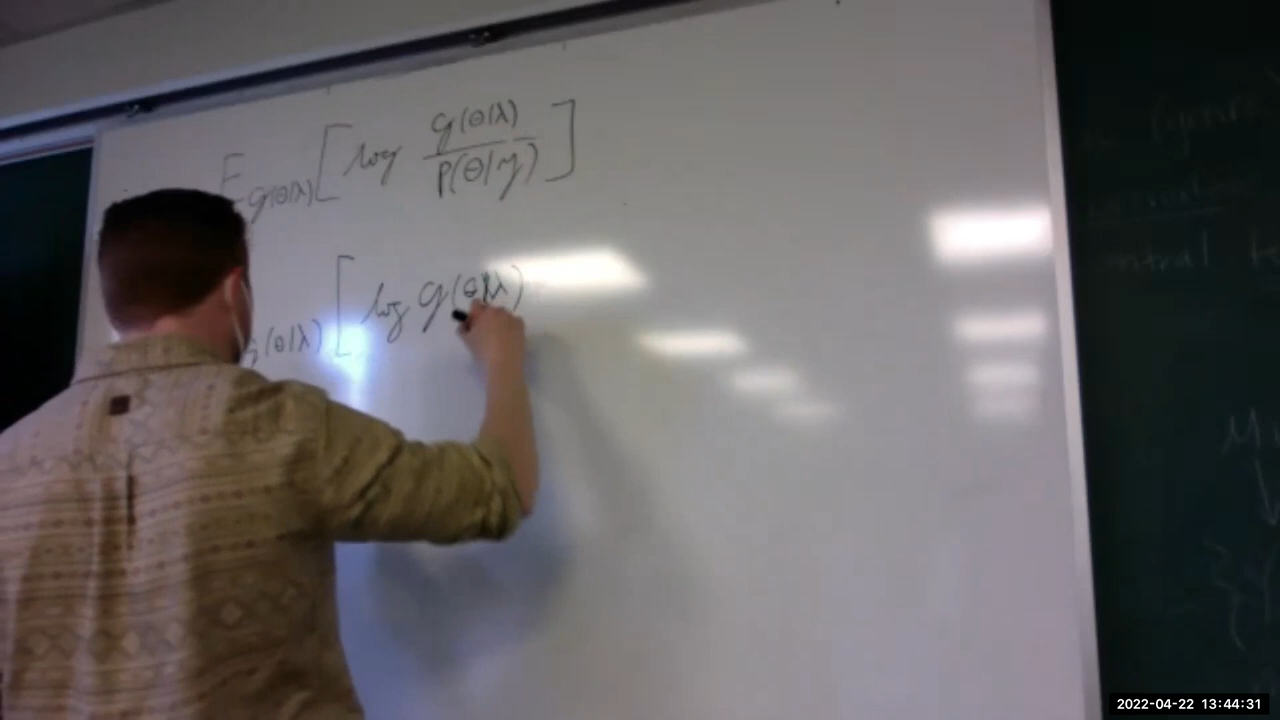 E_{g(θ|λ)} [ log g(θ|λ) / P(θ|y) ]
g(θ|λ) [ log g(θ|λ)
2022-04-22 13:44:31